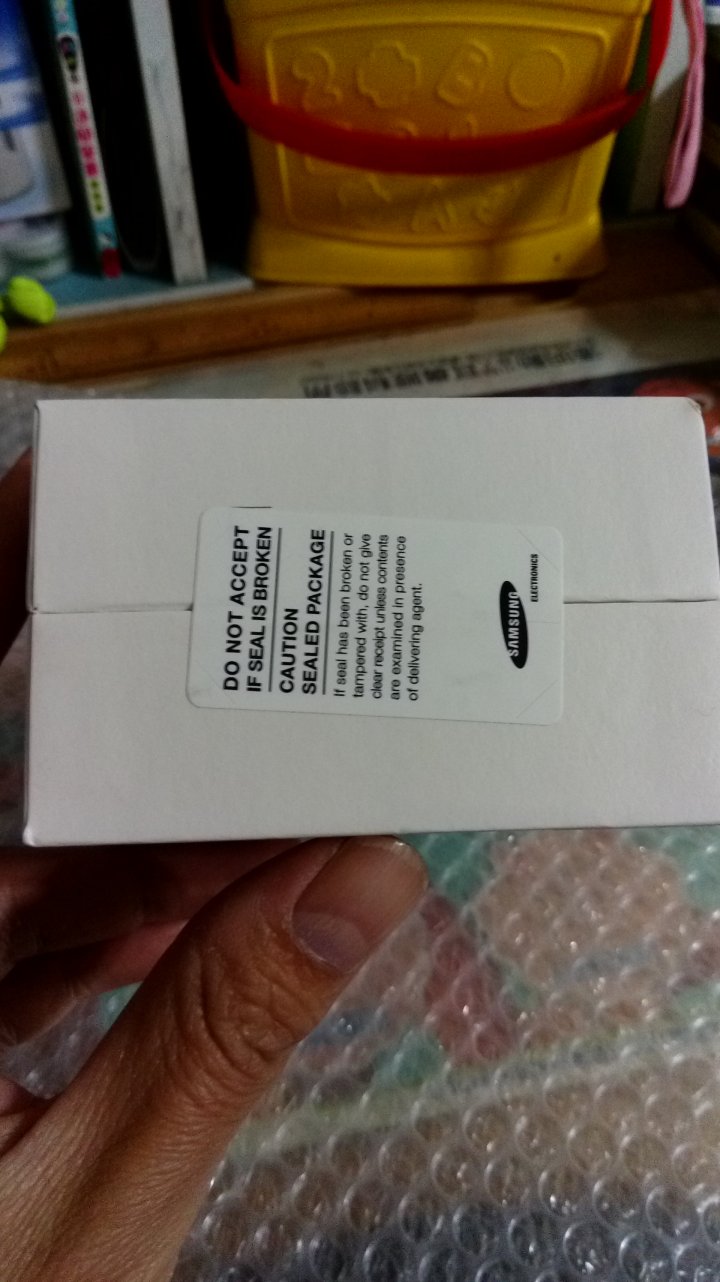 DO NOT ACCEPT
IF SEAL IS BROKEN
CAUTION
SEALED PACKAGE
If seal has been broken or
tampered with, do not give
clear receipt unless contents
are examined in presence
of delivering agent.
SAMSUNG
ELECTRONICS